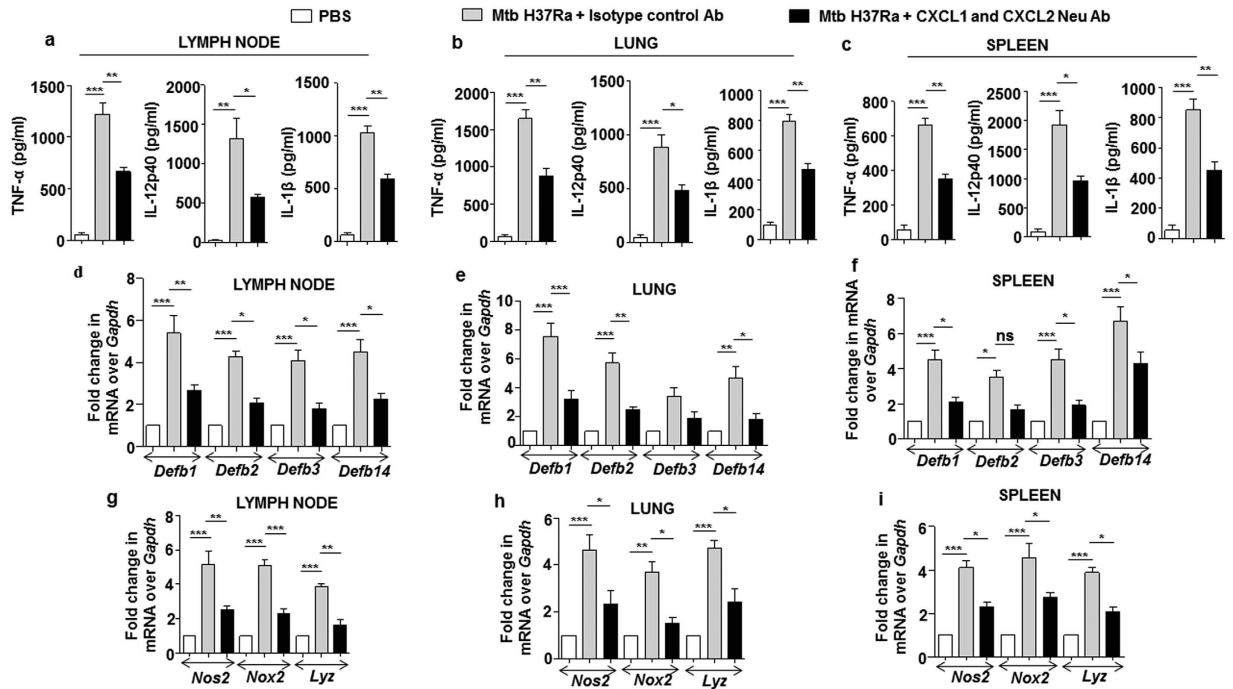 PBS
Mtb H37Ra + Isotype control Ab
Mtb H37Ra + CXCL1 and CXCL2 Neu Ab
a
LYMPH NODE
TNF-α (pg/ml)
1500
1000
500
0
***
**
IL-12p40 (pg/ml)
2000
1500
1000
500
0
**
*
IL-1β (pg/ml)
1500
1000
500
0
***
**
b
LUNG
TNF-α (pg/ml)
2000
1500
1000
500
0
***
**
IL-12p40 (pg/ml)
1500
1000
500
0
***
*
IL-1β (pg/ml)
1000
800
600
400
200
0
***
**
c
SPLEEN
TNF-α (pg/ml)
800
600
400
200
0
***
**
IL-12p40 (pg/ml)
2500
2000
1500
1000
500
0
***
*
IL-1β (pg/ml)
1000
800
600
400
200
0
***
**
d
LYMPH NODE
Fold change in
mRNA over Gapdh
8
6
4
2
0
***
**
***
*
***
*
***
*
Defb1
Defb2
Defb3
Defb14
e
LUNG
Fold change in
mRNA over Gapdh
10
8
6
4
2
0
***
***
***
**
**
*
Defb1
Defb2
Defb3
Defb14
f
SPLEEN
Fold change in mRNA
over Gapdh
8
6
4
2
0
***
*
*
ns
***
*
***
*
Defb1
Defb2
Defb3
Defb14
g
LYMPH NODE
Fold change in
mRNA over Gapdh
8
6
4
2
0
***
**
***
***
***
**
Nos2
Nox2
Lyz
h
LUNG
Fold change in
mRNA over Gapdh
6
4
2
0
***
*
**
*
***
*
Nos2
Nox2
Lyz
i
SPLEEN
Fold change in
mRNA over Gapdh
6
4
2
0
***
*
***
*
***
*
Nos2
Nox2
Lyz